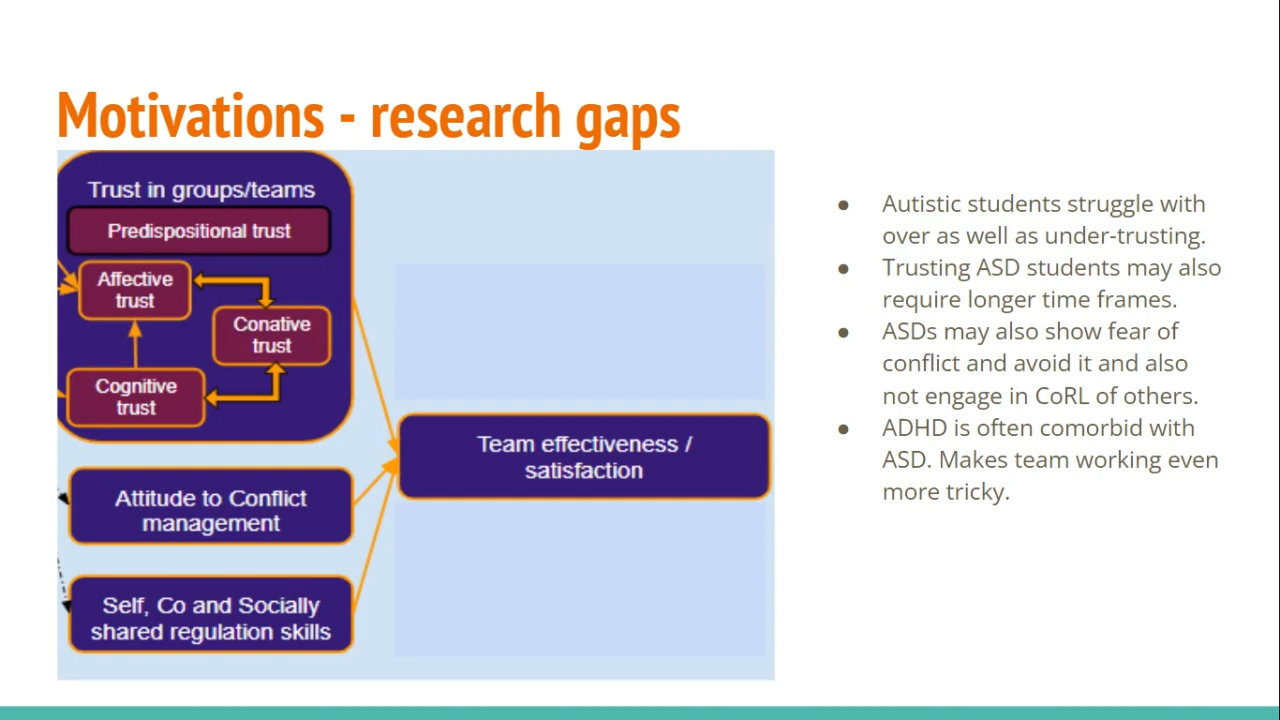 Motivations - research gaps
Trust in groups/teams
Predispositional trust
Affective
trust
Conative
trust
Cognitive
trust
Attitude to Conflict
management
Self, Co and Socially
shared regulation skills
Team effectiveness /
satisfaction
● Autistic students struggle with
over as well as under-trusting.
● Trusting ASD students may also
require longer time frames.
● ASDs may also show fear of
conflict and avoid it and also
not engage in CoRL of others.
● ADHD is often comorbid with
ASD. Makes team working even
more tricky.